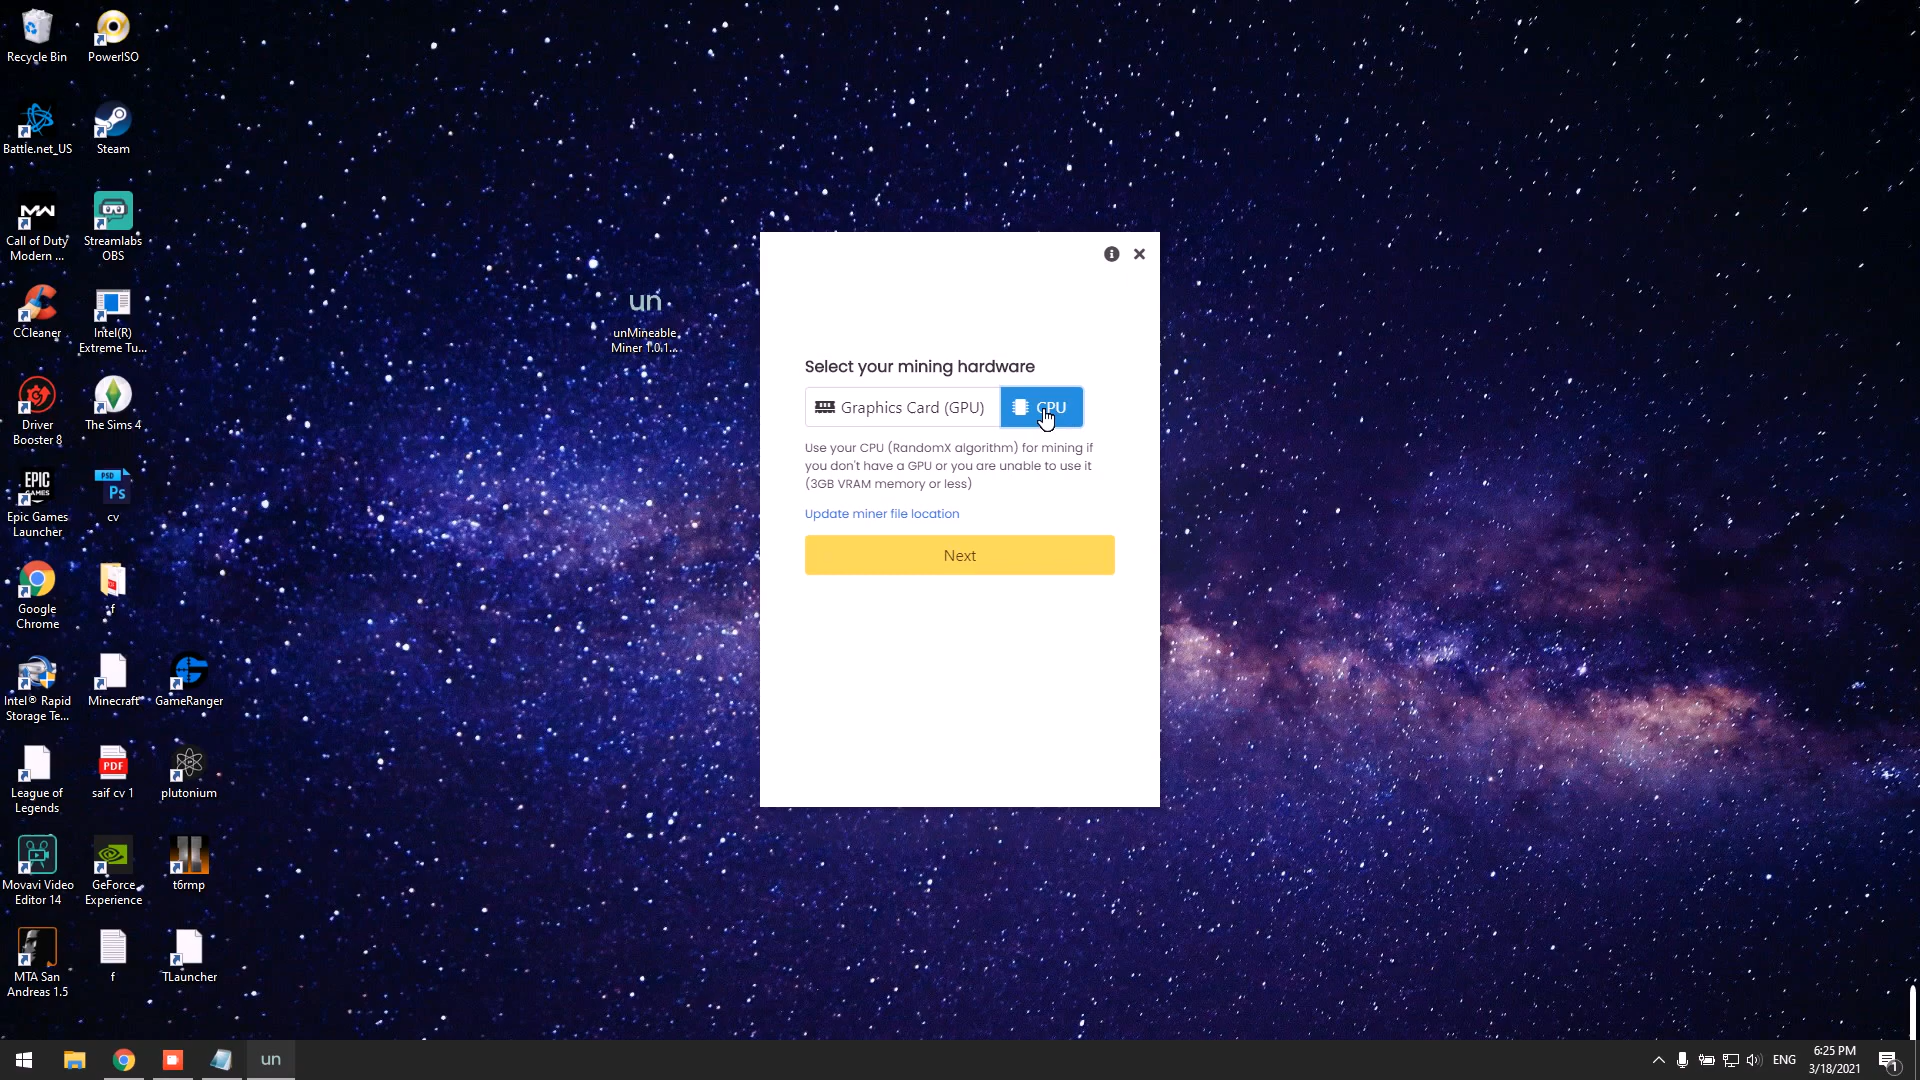 Recycle Bin
PowerISO
Battle.net_US
Steam
Call of Duty
Modern ...
Streamlabs
OBS
CCleaner
Intel(R)
Extreme Tu...
Driver
Booster 8
The Sims 4
EPIC
GAMES
Epic Games
Launcher
PSD
Ps
cv
Google
Chrome
f
Intel® Rapid
Storage Te...
Minecraft
GameRanger
League of
Legends
PDF
saif cv 1
plutonium
Movavi Video
Editor 14
GeForce
Experience
t6rmp
MTA San
Andreas 1.5
f
TLauncher
un
unMineable
Miner 1.0.1...
Select your mining hardware
Graphics Card (GPU)
CPU
Use your CPU (RandomX algorithm) for mining if
you don't have a GPU or you are unable to use it
(3GB VRAM memory or less)
Update miner file location
Next
un
ENG
6:25 PM
3/18/2021
1